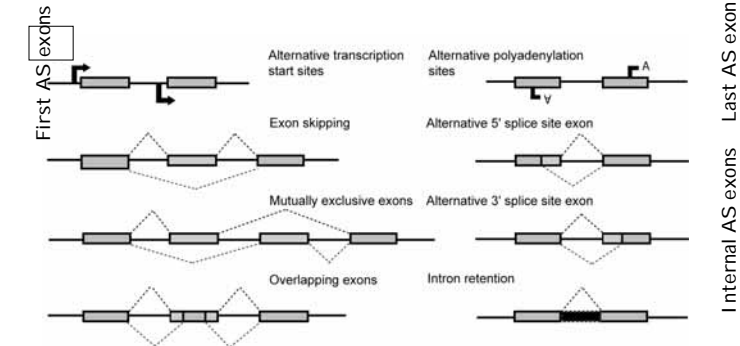 First AS exons
Alternative transcription
start sites
Alternative polyadenylation
sites
A
A
Exon skipping
Alternative 5' splice site exon
Mutually exclusive exons
Alternative 3' splice site exon
Overlapping exons
Intron retention
Last AS exon
Internal AS exons